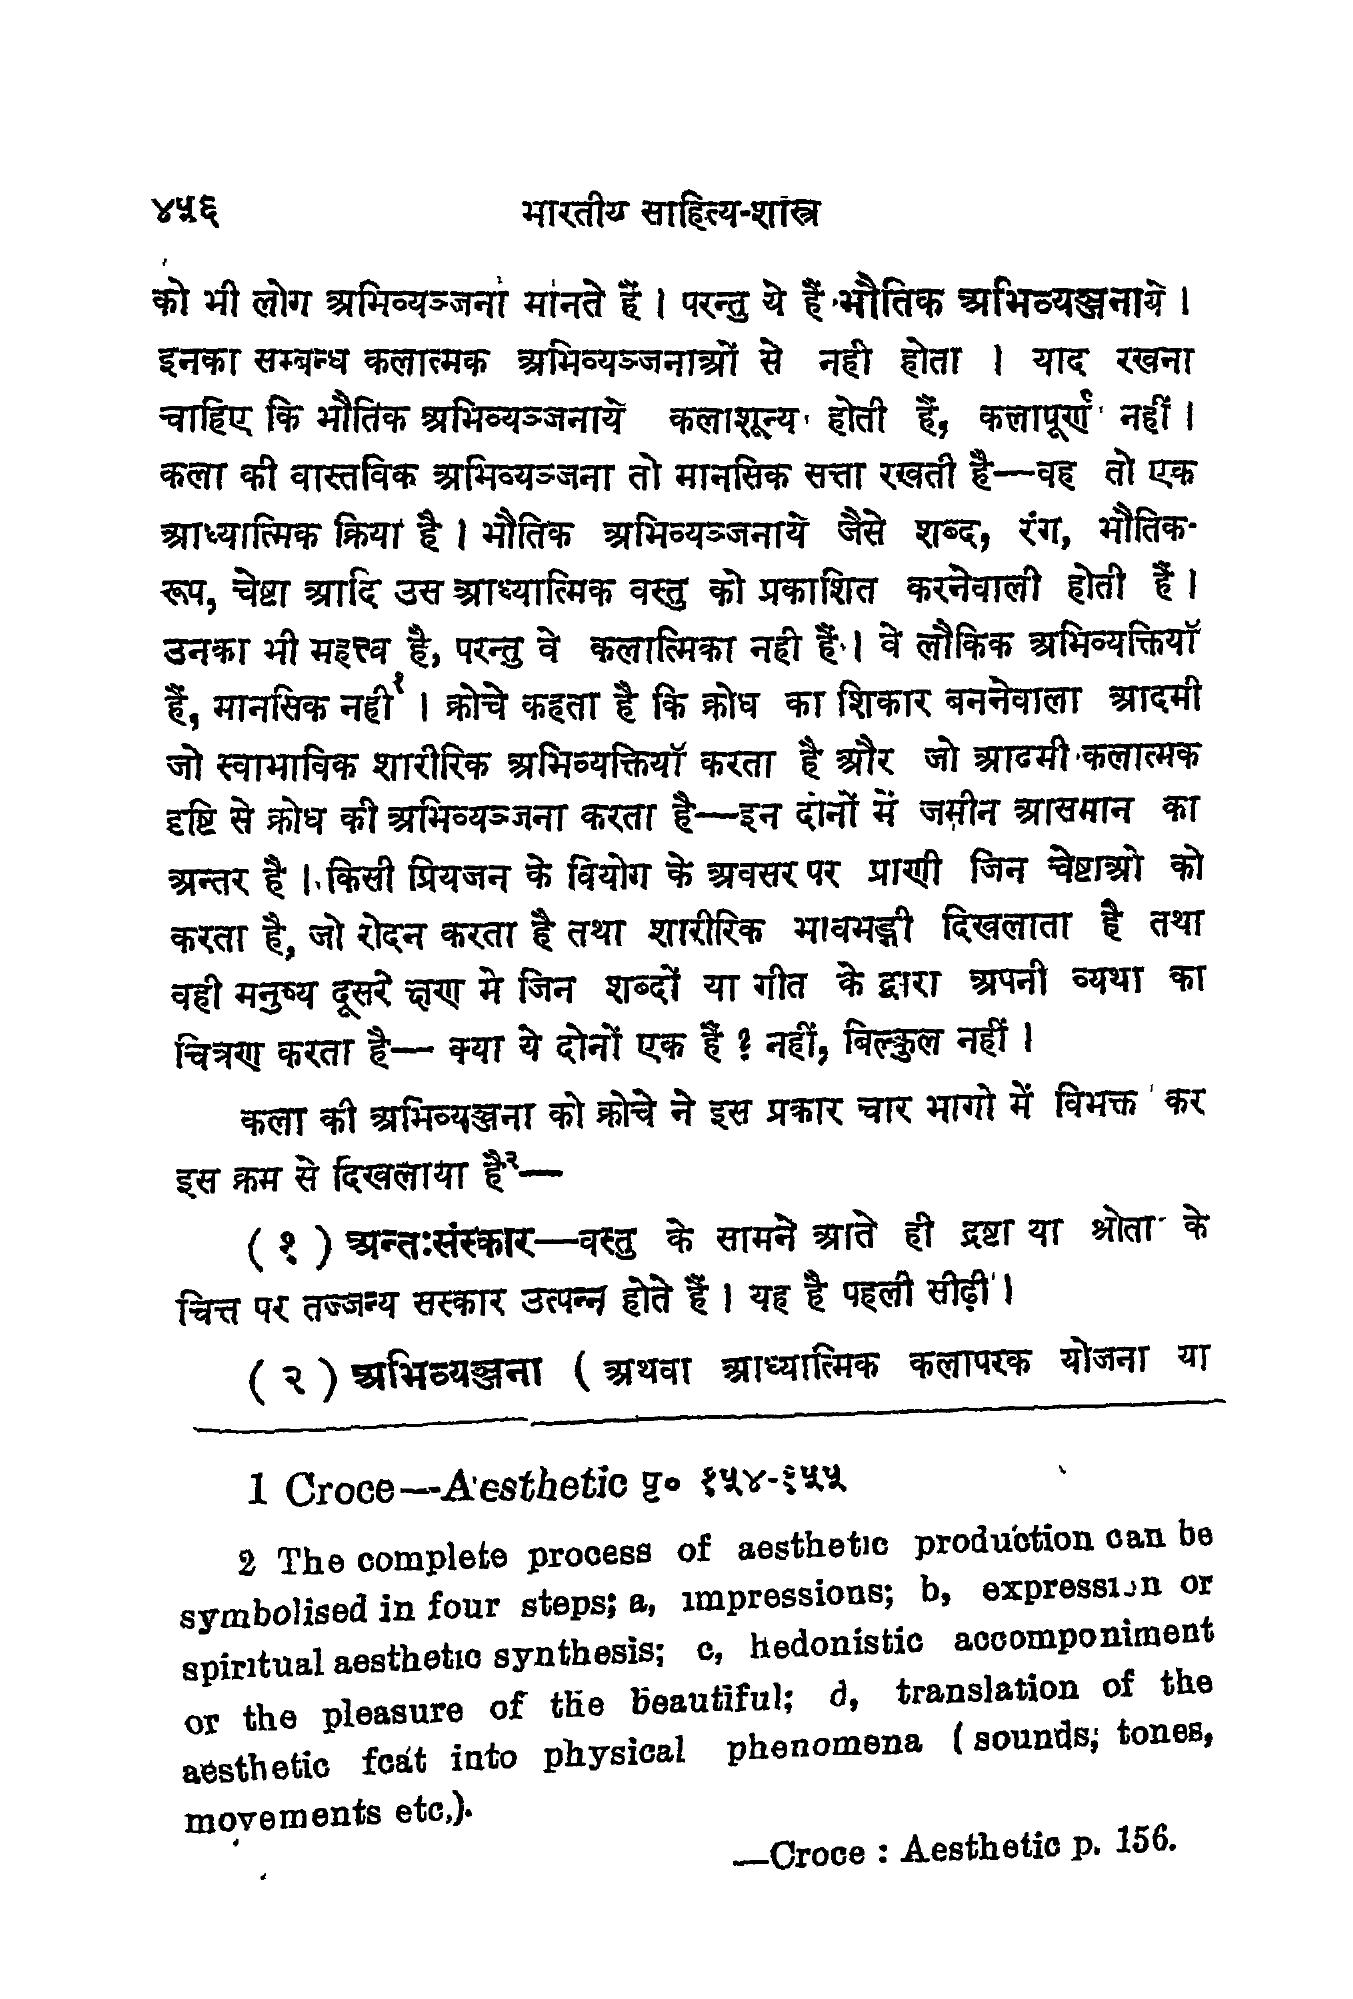 ४५६ भारतीय साहित्य-शास्त्र
को भी लोग अभिव्यञ्जना मानते हैं । परन्तु ये हैं भौतिक अभिव्यञ्जनाये ।
इनका सम्बन्ध कलात्मक अभिव्यञ्जनाओं से नही होता । याद रखना
चाहिए कि भौतिक अभिव्यञ्जनायें कलाशून्य होती हैं, कलापूर्ण नहीं ।
कला की वास्तविक अभिव्यञ्जना तो मानसिक सत्ता रखती है—वह तो एक
आध्यात्मिक क्रिया है । भौतिक अभिव्यञ्जनायें जैसे शब्द, रंग, भौतिक-
रूप, चेष्टा आदि उस आध्यात्मिक वस्तु को प्रकाशित करनेवाली होती हैं ।
उनका भी महत्त्व है, परन्तु वे कलात्मिका नही हैं । वे लौकिक अभिव्यक्तियाँ
हैं, मानसिक नही१ । क्रोचे कहता है कि क्रोध का शिकार बननेवाला आदमी
जो स्वाभाविक शारीरिक अभिव्यक्तियाँ करता है और जो आदमी कलात्मक
दृष्टि से क्रोध की अभिव्यञ्जना करता है—इन दोनों में जमीन आसमान का
अन्तर है । किसी प्रियजन के वियोग के अवसर पर प्राणी जिन चेष्टाओ को
करता है, जो रोदन करता है तथा शारीरिक भावभङ्गी दिखलाता है तथा
वही मनुष्य दूसरे क्षण मे जिन शब्दों या गीत के द्वारा अपनी व्यथा का
चित्रण करता है— क्या ये दोनों एक हैं ? नहीं, बिल्कुल नहीं ।
कला की अभिव्यञ्जना को क्रोचे ने इस प्रकार चार भागो में विभक्त कर
इस क्रम से दिखलाया है२—
( १ ) अन्तःसंस्कार—वस्तु के सामने आते ही द्रष्टा या श्रोता के
चित्त पर तज्जन्य सस्कार उत्पन्न होते हैं । यह है पहली सीढ़ी ।
( २ ) अभिव्यञ्जना ( अथवा आध्यात्मिक कलापरक योजना या
1 Croce—Aesthetic पृ० १५४-१५५
2 The complete process of aesthetic production can be
symbolised in four steps; a, impressions; b, expression or
spiritual aesthetic synthesis; c, hedonistic accomponiment
or the pleasure of the beautiful; d, translation of the
aesthetic fcat into physical phenomena ( sounds, tones,
movements etc.).
—Croce : Aesthetic p. 156.